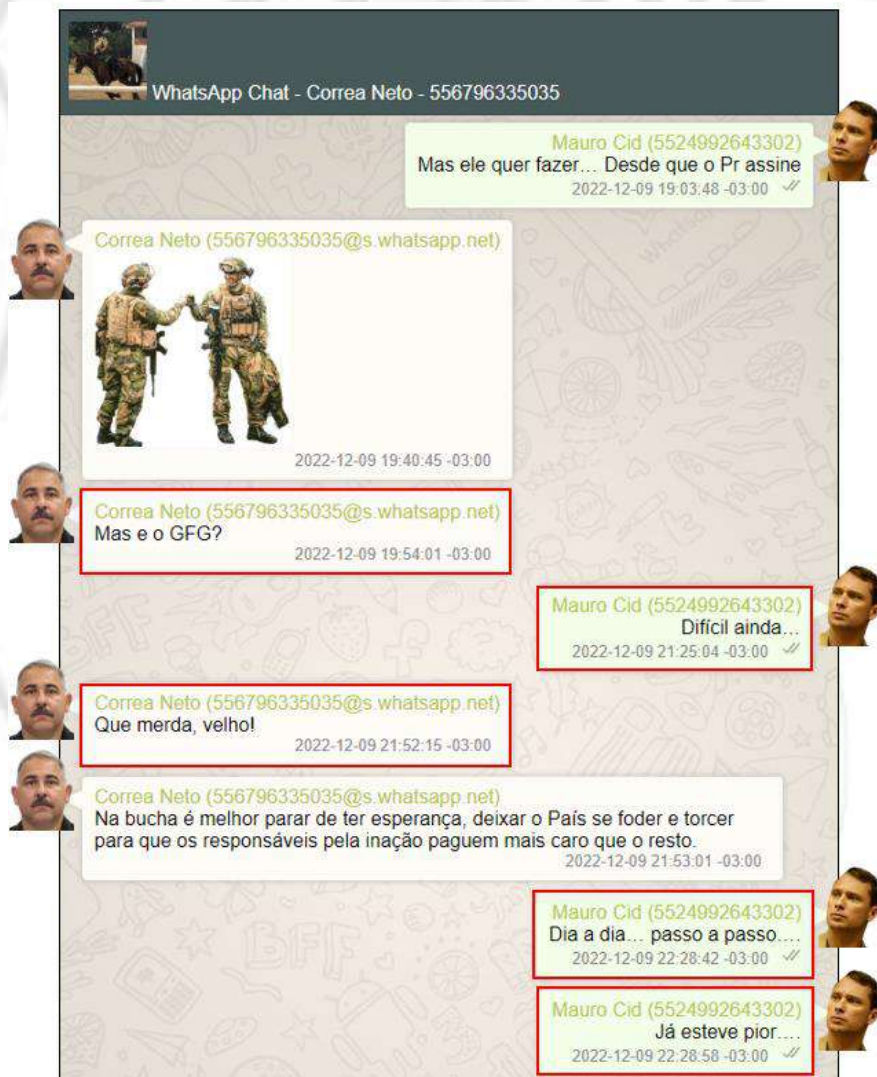 WhatsApp Chat - Correa Neto - 556796335035
Mauro Cid (5524992643302)
Mas ele quer fazer... Desde que o Pr assine
2022-12-09 19:03:48 -03:00
Correa Neto (556796335035@s.whatsapp.net)
2022-12-09 19:40:45 -03:00
Correa Neto (556796335035@s.whatsapp.net)
Mas e o GFG?
2022-12-09 19:54:01 -03:00
Mauro Cid (5524992643302)
Difícil ainda...
2022-12-09 21:25:04 -03:00
Correa Neto (556796335035@s.whatsapp.net)
Que merda, velho!
2022-12-09 21:52:15 -03:00
Correa Neto (556796335035@s.whatsapp.net)
Na bucha é melhor parar de ter esperança, deixar o País se foder e torcer
para que os responsáveis pela inação paguem mais caro que o resto.
2022-12-09 21:53:01 -03:00
Mauro Cid (5524992643302)
Dia a dia... passo a passo....
2022-12-09 22:28:42 -03:00
Mauro Cid (5524992643302)
Já esteve pior....
2022-12-09 22:28:58 -03:00